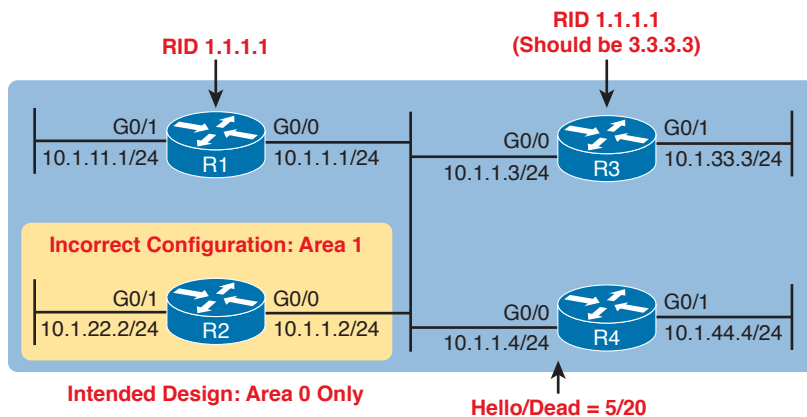 RID 1.1.1.1
RID 1.1.1.1
(Should be 3.3.3.3)
G0/1
G0/0
10.1.11.1/24
R1
10.1.1.1/24
G0/0
G0/1
10.1.1.3/24
R3
10.1.33.3/24
Incorrect Configuration: Area 1
G0/1
G0/0
10.1.22.2/24
R2
10.1.1.2/24
G0/0
G0/1
10.1.1.4/24
R4
10.1.44.4/24
Intended Design: Area 0 Only
Hello/Dead = 5/20